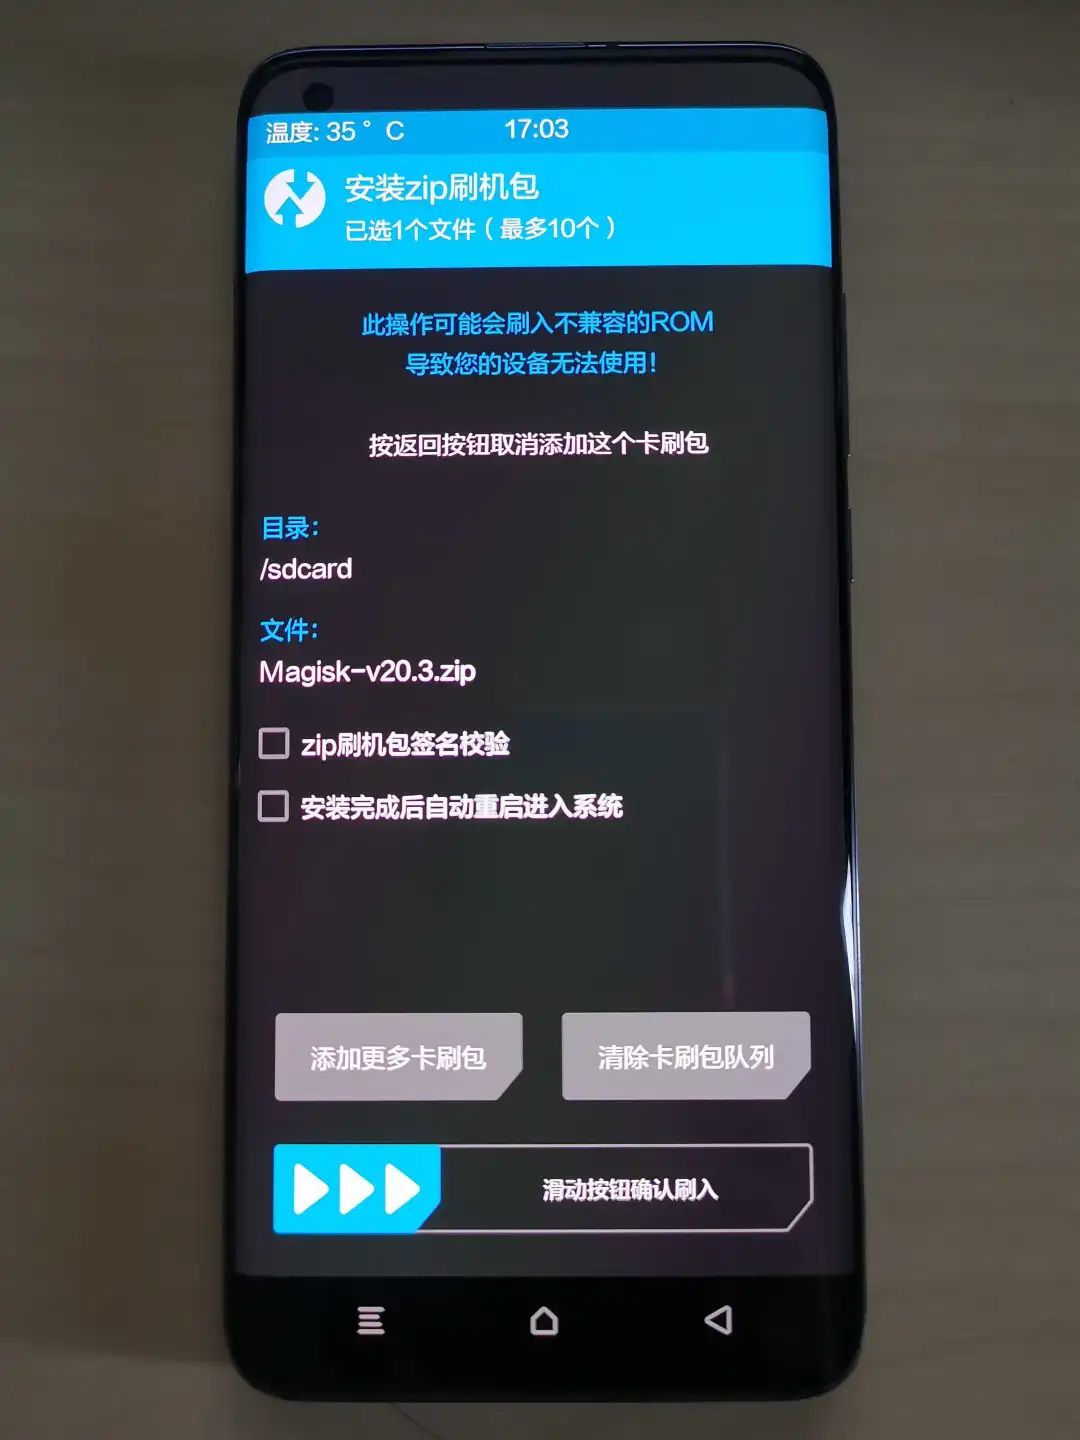 温度: 35 ° C
17:03
安装zip刷机包
已选1个文件（最多10个）
此操作可能会刷入不兼容的ROM
导致您的设备无法使用！
按返回按钮取消添加这个卡刷包
目录：
/sdcard
文件：
Magisk-v20.3.zip
zip刷机包签名校验
安装完成后自动重启进入系统
添加更多卡刷包
清除卡刷包队列
滑动按钮确认刷入